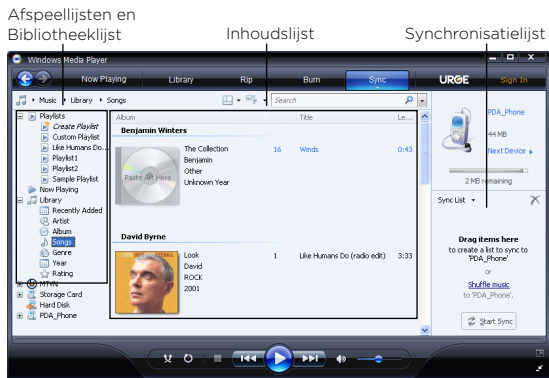 Afspeellijsten en
Bibliotheeklijst
Inhoudslijst
Synchronisatielijst
Windows Media Player
Now Playing
Library
Rip
Burn
Sync
URGE
Sign In
Music
Library
Songs
Search
Playlists
Create Playlist
Custom Playlist
Like Humans Do...
Playlist1
Playlist2
Sample Playlist
Now Playing
Library
Recently Added
Artist
Album
Songs
Genre
Year
Rating
MTVN
Storage Card
Hard Disk
PDA_Phone
Album
Title
Le...
Benjamin Winters
Paste Art Here
The Collection
Benjamin
Other
Unknown Year
16
Winds
0:43
David Byrne
Look
David
ROCK
2001
1
Like Humans Do (radio edit)
3:33
PDA_Phone
44 MB
Next Device
2 MB remaining
Sync List
Drag items here
to create a list to sync to
'PDA_Phone'
or
Shuffle music
to 'PDA_Phone'.
Start Sync